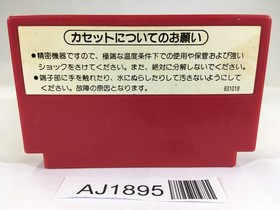 カセットについてのお願い
●精密機器ですので、極端な温度条件下での使用や保管および強い
ショックをさけてください。また、絶対に分解しないでください。
●端子部に手を触れたり、水にぬらしたりして汚さないようにして
ください。故障の原因となります。
831018
AJ1895